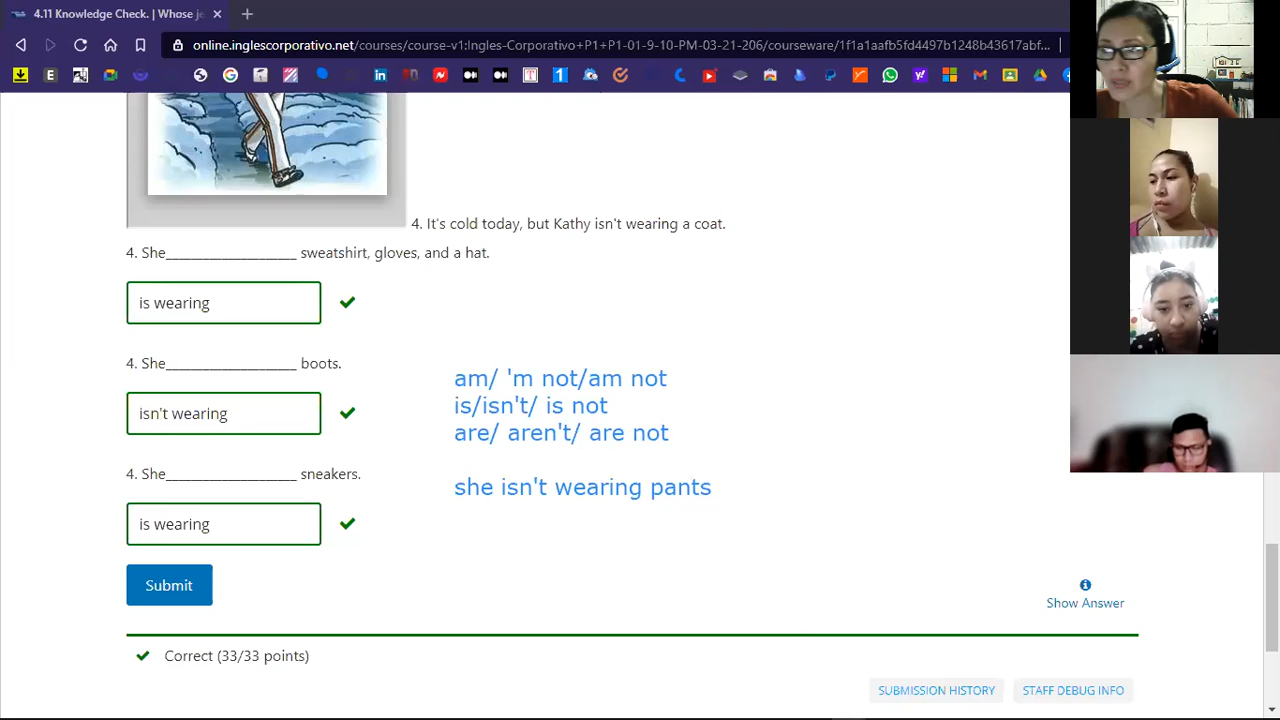 4.11 Knowledge Check. | Whose je
online.inglescorporativo.net/courses/course-v1:Ingles-Corporativo+P1+P1-01-9-10-PM-03-21-206/courseware/1f1a1aafb5fd4497b1248b43617abf...
4. It's cold today, but Kathy isn't wearing a coat.
4. She__________________ sweatshirt, gloves, and a hat.
is wearing
4. She__________________ boots.
isn't wearing
am/ 'm not/am not
is/isn't/ is not
are/ aren't/ are not
4. She__________________ sneakers.
she isn't wearing pants
is wearing
Submit
Show Answer
Correct (33/33 points)
SUBMISSION HISTORY
STAFF DEBUG INFO